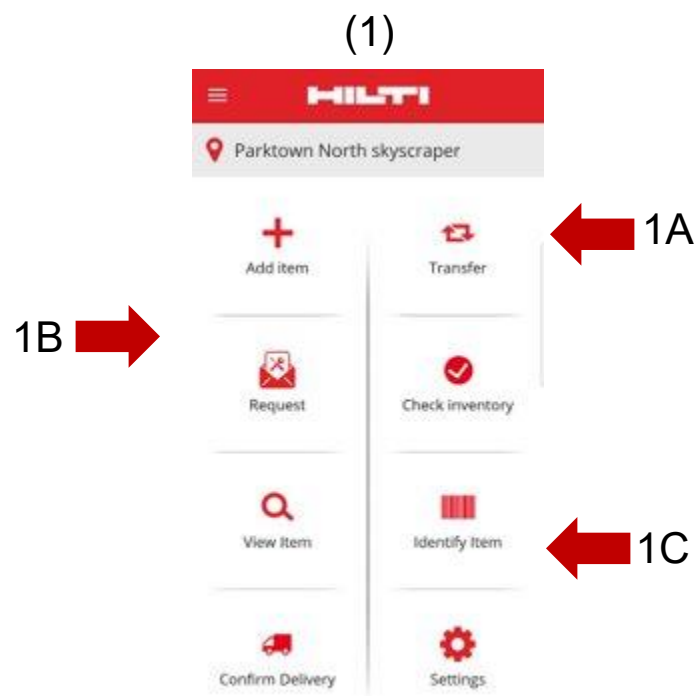 (1)
HILTI
Parktown North skyscraper
1A
Add item
Transfer
1B
Request
Check inventory
View Item
Identify Item
1C
Confirm Delivery
Settings